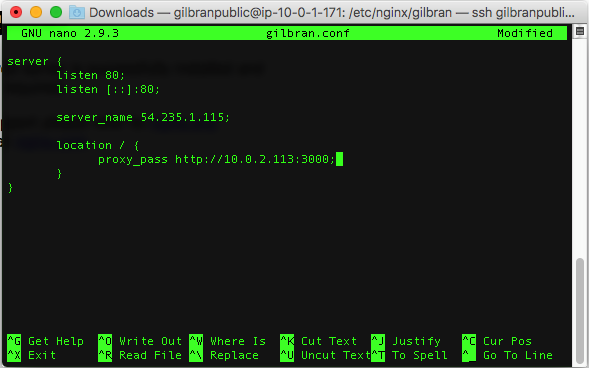 Downloads — gilbranpublic@ip-10-0-1-171: /etc/nginx/gilbran — ssh gilbranpubli...
GNU nano 2.9.3 gilbran.conf Modified
server {
listen 80;
listen [::]:80;
server_name 54.235.1.115;
location / {
proxy_pass http://10.0.2.113:3000;
}
}
^G Get Help ^O Write Out ^W Where Is ^K Cut Text ^J Justify ^C Cur Pos
^X Exit ^R Read File ^\ Replace ^U Uncut Text ^T To Spell ^_ Go To Line